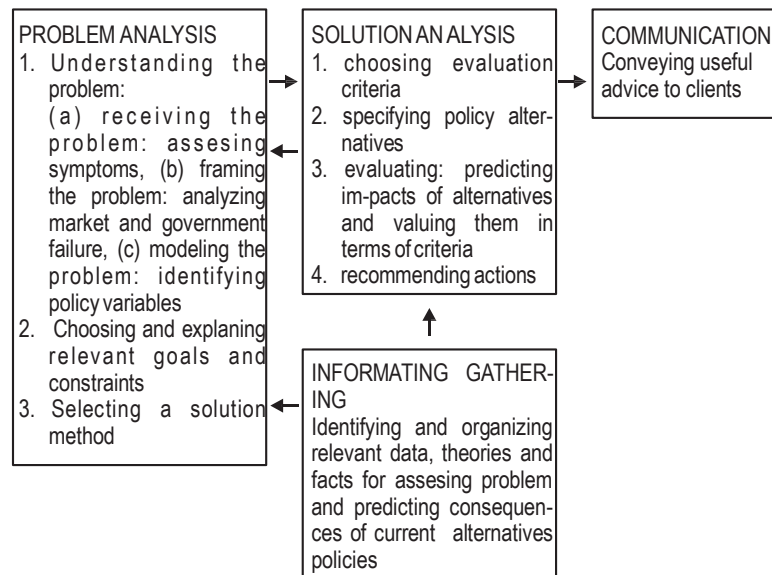 PROBLEM ANALYSIS
1. Understanding the
problem:
(a) receiving the
problem: assesing
symptoms, (b) framing
the problem: analyzing
market and government
failure, (c) modeling the
problem: identifying
policy variables
2. Choosing and explaning
relevant goals and
constraints
3. Selecting a solution
method
SOLUTION AN ALYSIS
1. choosing evaluation
criteria
2. specifying policy alter-
natives
3. evaluating: predicting
im-pacts of alternatives
and valuing them in
terms of criteria
4. recommending actions
COMMUNICATION
Conveying useful
advice to clients
INFORMATING GATHER-
ING
Identifying and organizing
relevant data, theories and
facts for assesing problem
and predicting consequen-
ces of current alternatives
policies